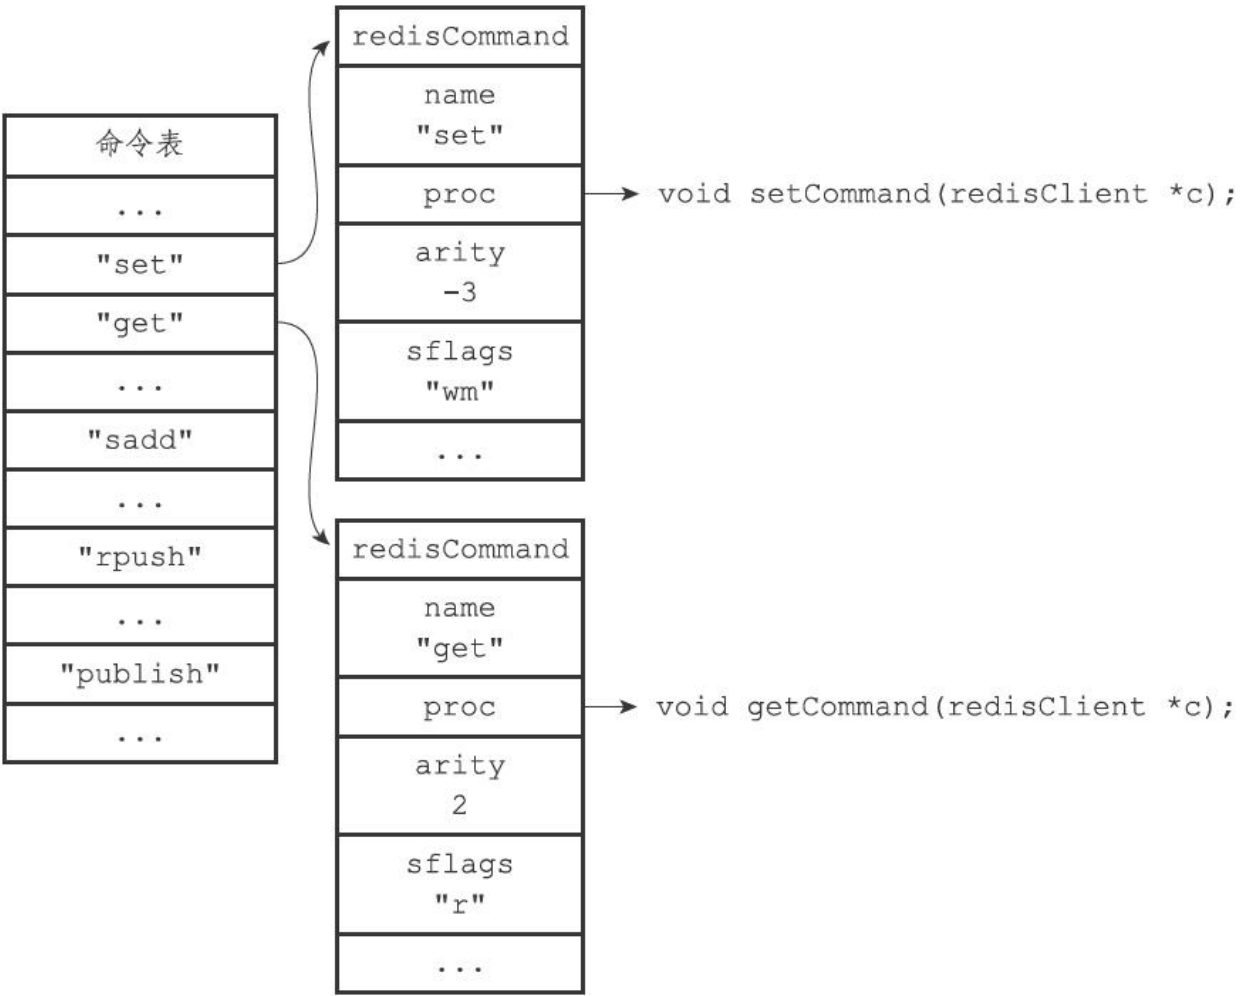 命令表
...
"set"
"get"
...
"sadd"
...
"rpush"
...
"publish"
...
redisCommand
name
"set"
proc
void setCommand(redisClient *c);
arity
-3
sflags
"wm"
...
redisCommand
name
"get"
proc
void getCommand(redisClient *c);
arity
2
sflags
"r"
...